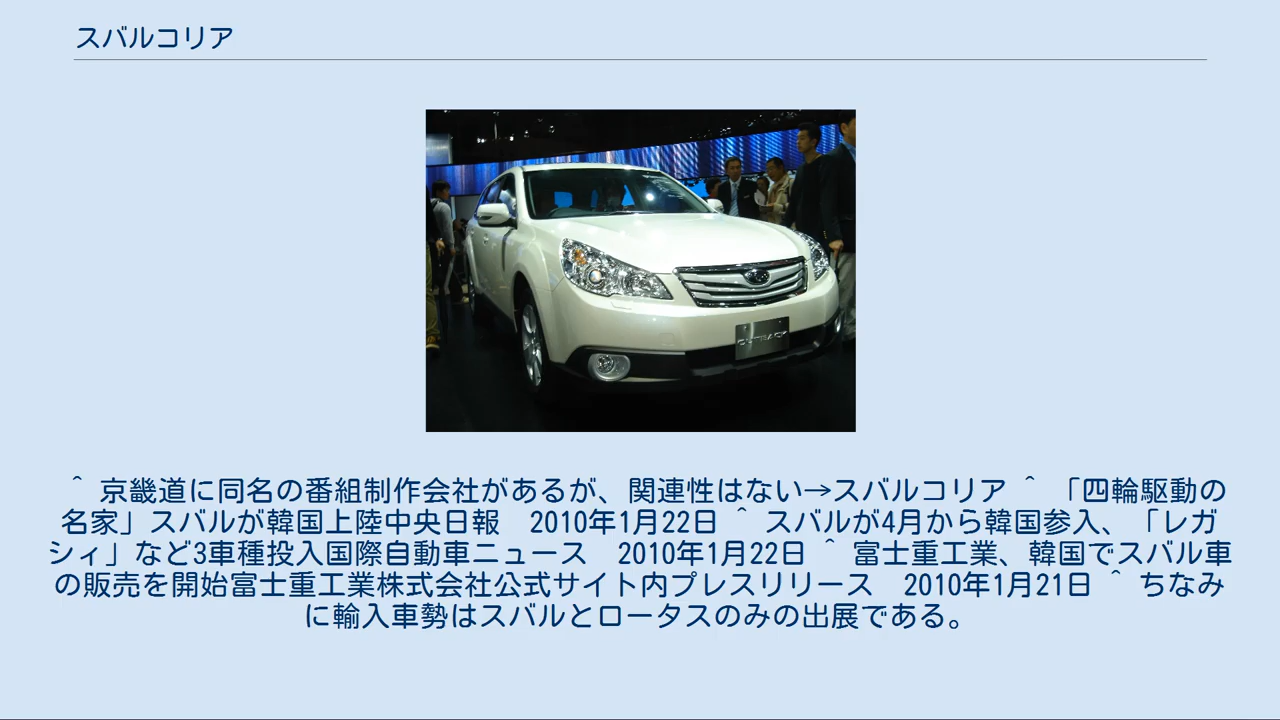 スバルコリア
OUTBACK
^ 京畿道に同名の番組制作会社があるが、関連性はない→スバルコリア ^ 「四輪駆動の
名家」スバルが韓国上陸中央日報　2010年1月22日 ^ スバルが4月から韓国参入、「レガ
シィ」など3車種投入国際自動車ニュース　2010年1月22日 ^ 富士重工業、韓国でスバル車
の販売を開始富士重工業株式会社公式サイト内プレスリリース　2010年1月21日 ^ ちなみ
に輸入車勢はスバルとロータスのみの出展である。